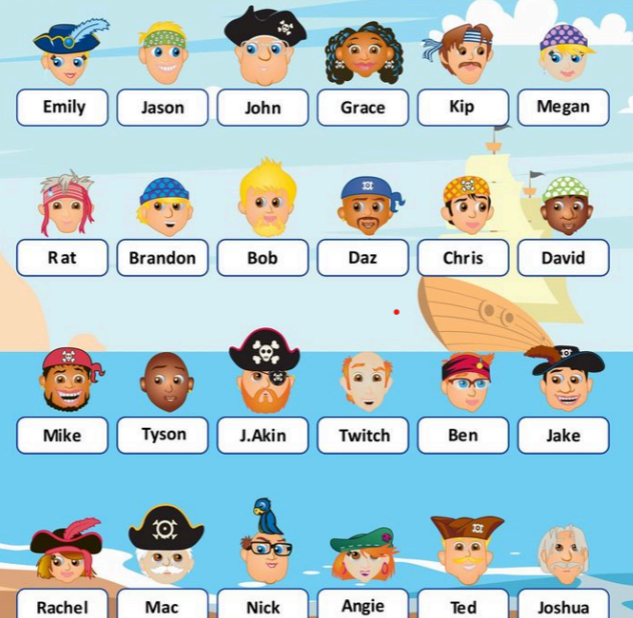 Emily Jason John Grace Kip Megan
Rat Brandon Bob Daz Chris David
Mike Tyson J.Akin Twitch Ben Jake
Rachel Mac Nick Angie Ted Joshua